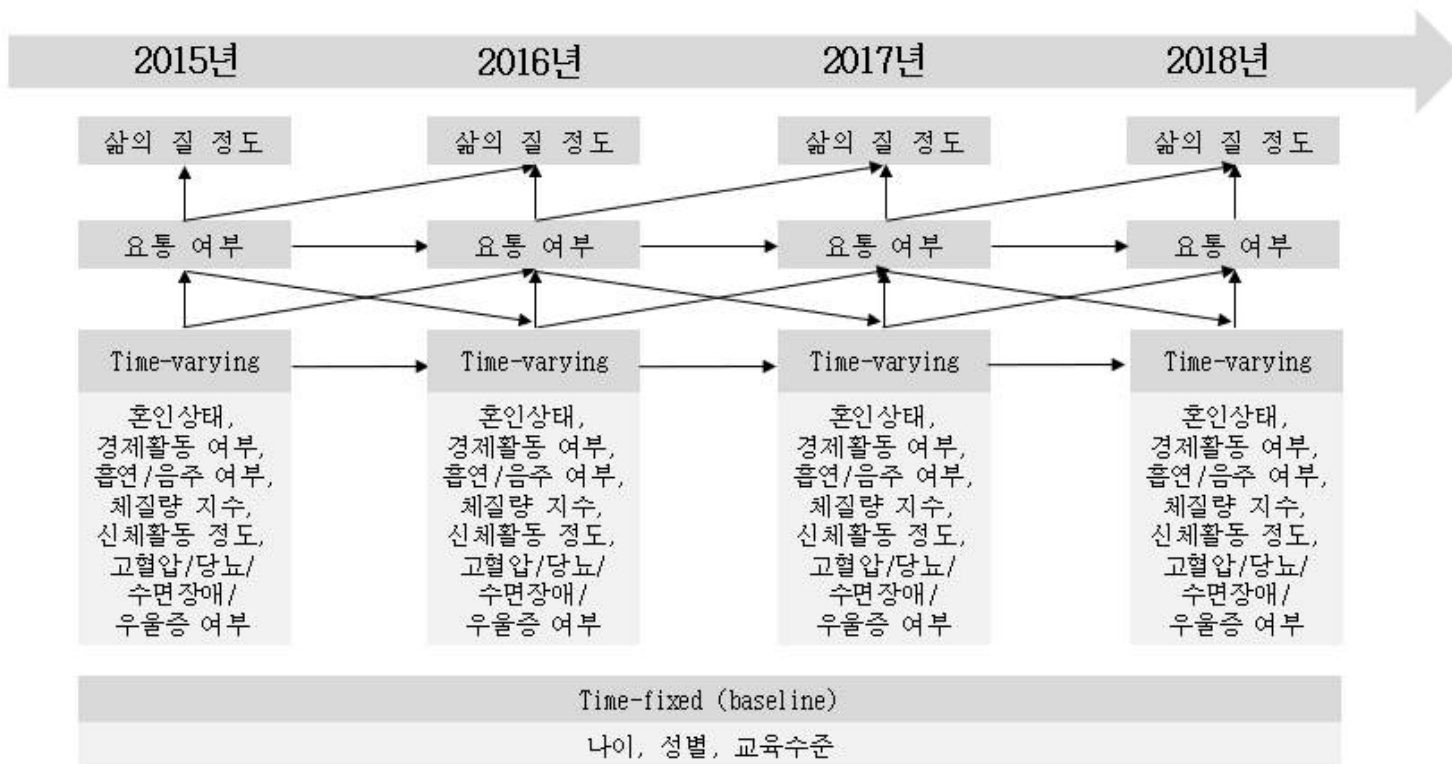 2015년 2016년 2017년 2018년
삶의 질 정도 삶의 질 정도 삶의 질 정도 삶의 질 정도
요통 여부 요통 여부 요통 여부 요통 여부
Time-varying Time-varying Time-varying Time-varying
혼인상태, 혼인상태, 혼인상태, 혼인상태,
경제활동 여부, 경제활동 여부, 경제활동 여부, 경제활동 여부,
흡연/음주 여부, 흡연/음주 여부, 흡연/음주 여부, 흡연/음주 여부,
체질량 지수, 체질량 지수, 체질량 지수, 체질량 지수,
신체활동 정도, 신체활동 정도, 신체활동 정도, 신체활동 정도,
고혈압/당뇨/ 고혈압/당뇨/ 고혈압/당뇨/ 고혈압/당뇨/
수면장애/ 수면장애/ 수면장애/ 수면장애/
우울증 여부 우울증 여부 우울증 여부 우울증 여부
Time-fixed (baseline)
나이, 성별, 교육수준